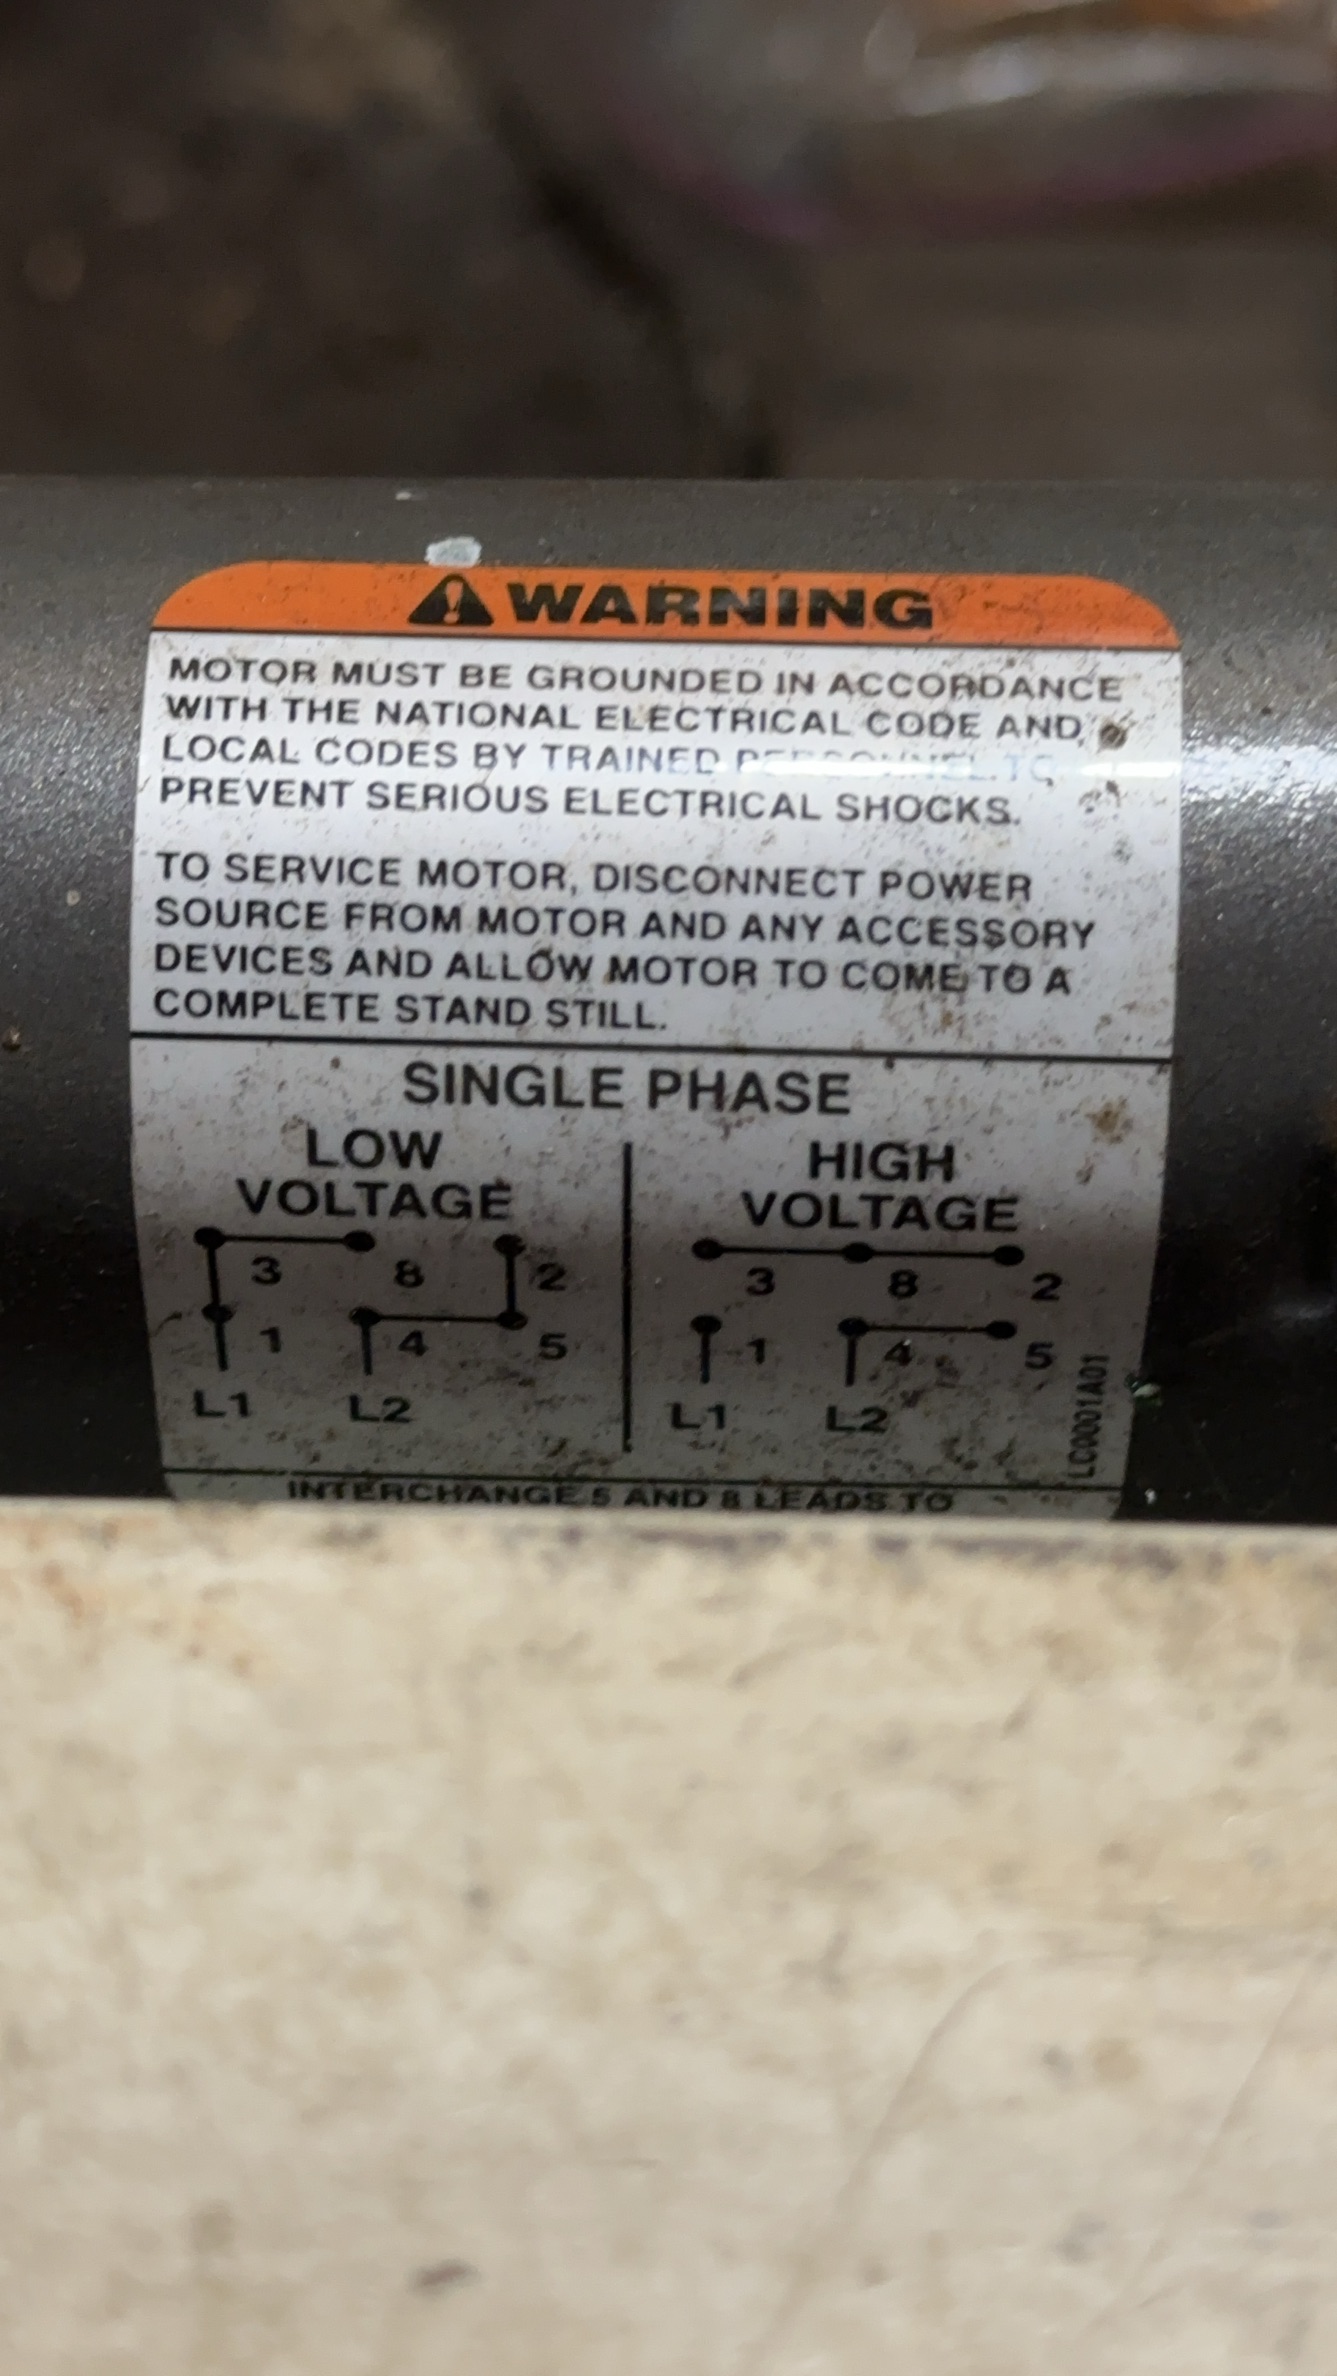 WARNING
MOTOR MUST BE GROUNDED IN ACCORDANCE
WITH THE NATIONAL ELECTRICAL CODE AND
LOCAL CODES BY TRAINED PERSONNEL TO
PREVENT SERIOUS ELECTRICAL SHOCKS.
TO SERVICE MOTOR, DISCONNECT POWER
SOURCE FROM MOTOR AND ANY ACCESSORY
DEVICES AND ALLOW MOTOR TO COME TO A
COMPLETE STAND STILL.
SINGLE PHASE
LOW
VOLTAGE
3 8 2
1 4 5
L1 L2
HIGH
VOLTAGE
3 8 2
1 4 5
L1 L2
LC0001A01
INTERCHANGE 5 AND 8 LEADS TO